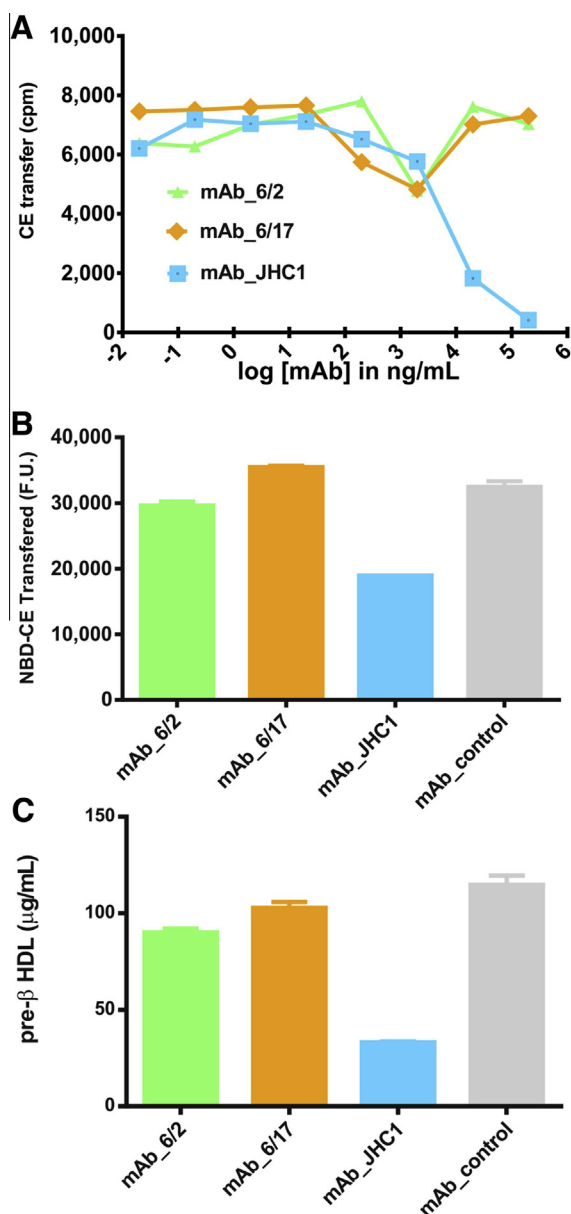 A
10,000
8,000
6,000
4,000
2,000
0
CE transfer (cpm)
mAb_6/2
mAb_6/17
mAb_JHC1
-2 -1 0 1 2 3 4 5 6
log [mAb] in ng/mL
B
40,000
30,000
20,000
10,000
0
NBD-CE Transfered (F.U.)
mAb_6/2 mAb_6/17 mAb_JHC1 mAb_control
C
150
100
50
0
pre-β HDL (μg/mL)
mAb_6/2 mAb_6/17 mAb_JHC1 mAb_control